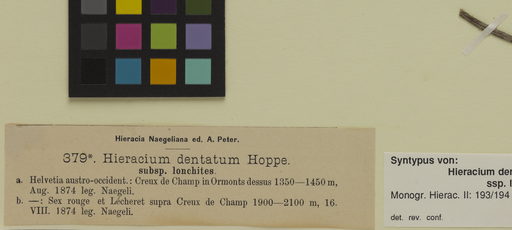 Hieracia Naegeliana ed. A. Peter.
379*. Hieracium dentatum Hoppe.
subsp. lonchites.
a. Helvetia austro-occident.: Creux de Champ in Ormonts dessus 1350—1450 m,
Aug. 1874 leg. Naegeli.
b. —: Sex rouge et Lécheret supra Creux de Champ 1900—2100 m, 16.
VIII. 1874 leg. Naegeli.
Syntypus von:
Hieracium den
ssp. l
Monogr. Hierac. II: 193/194
det. rev. conf.